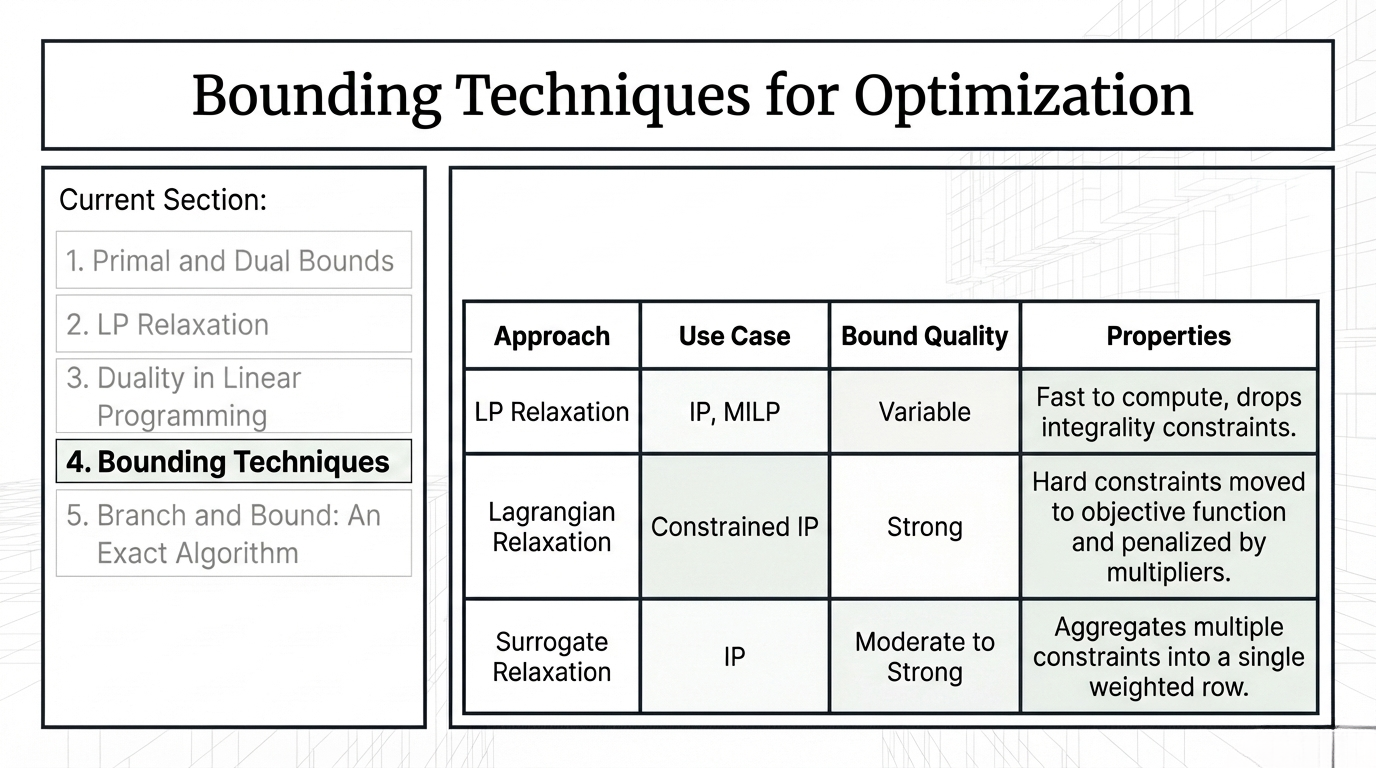 Bounding Techniques for Optimization
Current Section:
1. Primal and Dual Bounds
2. LP Relaxation
3. Duality in Linear
Programming
4. Bounding Techniques
5. Branch and Bound: An
Exact Algorithm
Approach
Use Case
Bound Quality
Properties
LP Relaxation
IP, MILP
Variable
Fast to compute, drops
integrality constraints.
Lagrangian
Relaxation
Constrained IP
Strong
Hard constraints moved
to objective function
and penalized by
multipliers.
Surrogate
Relaxation
IP
Moderate to
Strong
Aggregates multiple
constraints into a single
weighted row.